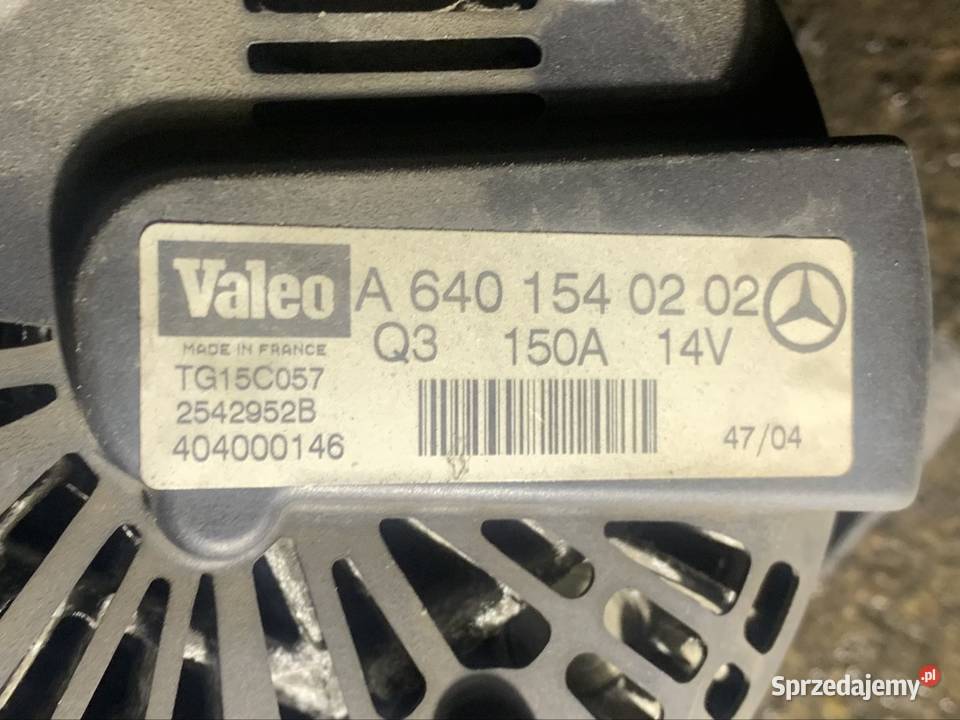 Valeo A 640 154 02 02
MADE IN FRANCE Q3 150A 14V
TG15C057
2542952B
404000146 47/04
Sprzedajemy.pl